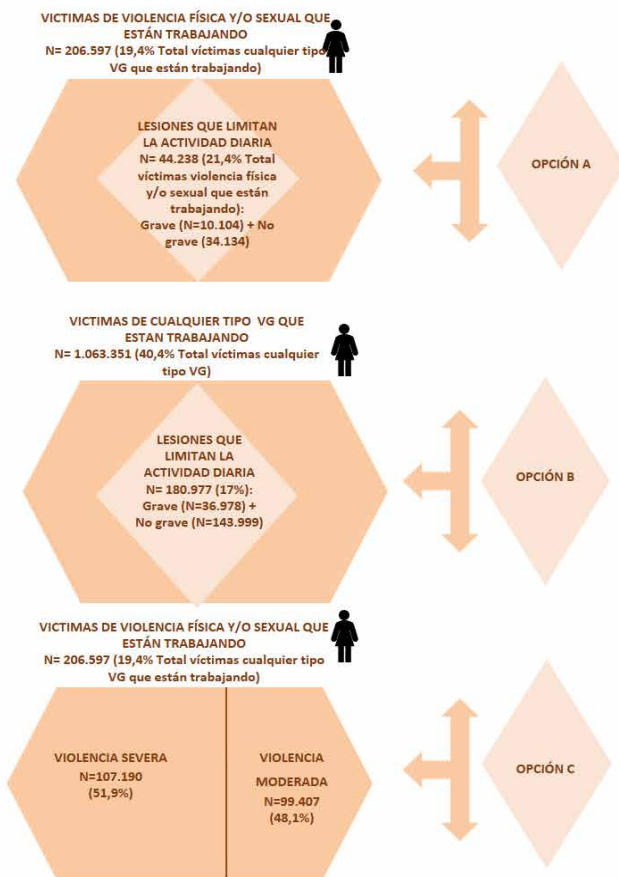 VICTIMAS DE VIOLENCIA FÍSICA Y/O SEXUAL QUE
ESTÁN TRABAJANDO
N= 206.597 (19,4% Total víctimas cualquier tipo
VG que están trabajando)
LESIONES QUE LIMITAN
LA ACTIVIDAD DIARIA
N= 44.238 (21,4% Total
víctimas violencia física
y/o sexual que están
trabajando):
Grave (N=10.104) + No
grave (34.134)
OPCIÓN A
VICTIMAS DE CUALQUIER TIPO VG QUE
ESTAN TRABAJANDO
N= 1.063.351 (40,4% Total víctimas cualquier
tipo VG)
LESIONES QUE
LIMITAN LA
ACTIVIDAD DIARIA
N= 180.977 (17%):
Grave (N=36.978) +
No grave (N=143.999)
OPCIÓN B
VICTIMAS DE VIOLENCIA FÍSICA Y/O SEXUAL QUE
ESTÁN TRABAJANDO
N= 206.597 (19,4% Total víctimas cualquier tipo
VG que están trabajando)
VIOLENCIA SEVERA
N=107.190
(51,9%)
VIOLENCIA
MODERADA
N=99.407
(48,1%)
OPCIÓN C